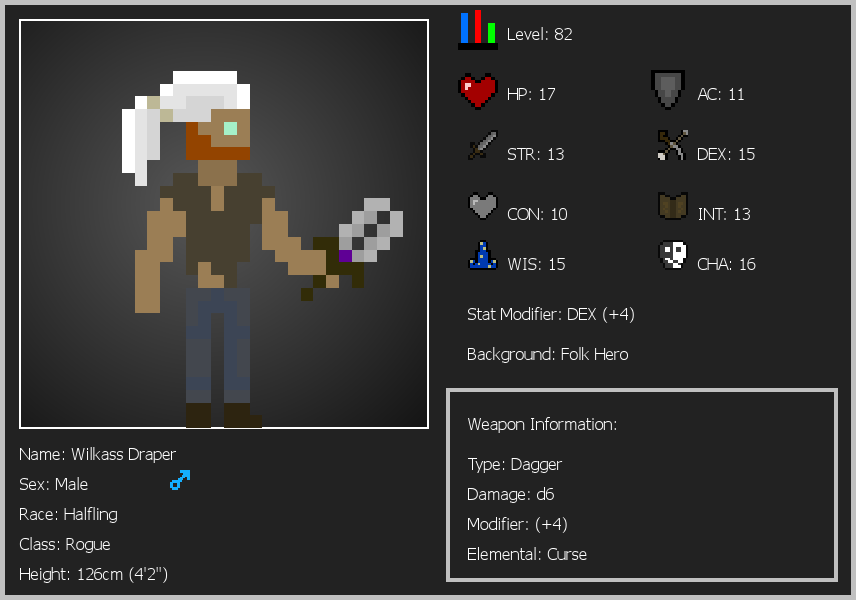 Level: 82
HP: 17
AC: 11
STR: 13
DEX: 15
CON: 10
INT: 13
WIS: 15
CHA: 16
Stat Modifier: DEX (+4)
Background: Folk Hero
Weapon Information:
Type: Dagger
Damage: d6
Modifier: (+4)
Elemental: Curse
Name: Wilkass Draper
Sex: Male
Race: Halfling
Class: Rogue
Height: 126cm (4'2")